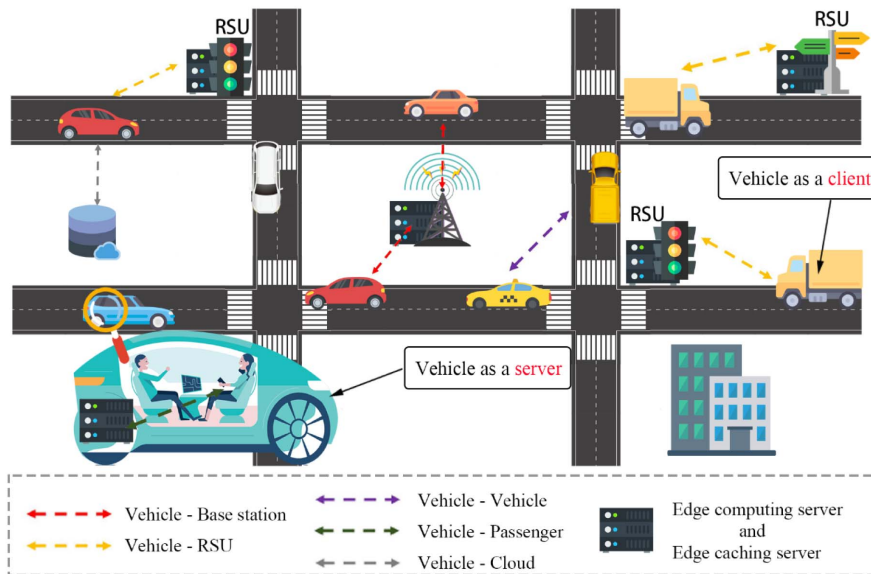 RSU
RSU
Vehicle as a client
RSU
Vehicle as a server
Vehicle - Base station
Vehicle - RSU
Vehicle - Vehicle
Vehicle - Passenger
Vehicle - Cloud
Edge computing server
and
Edge caching server